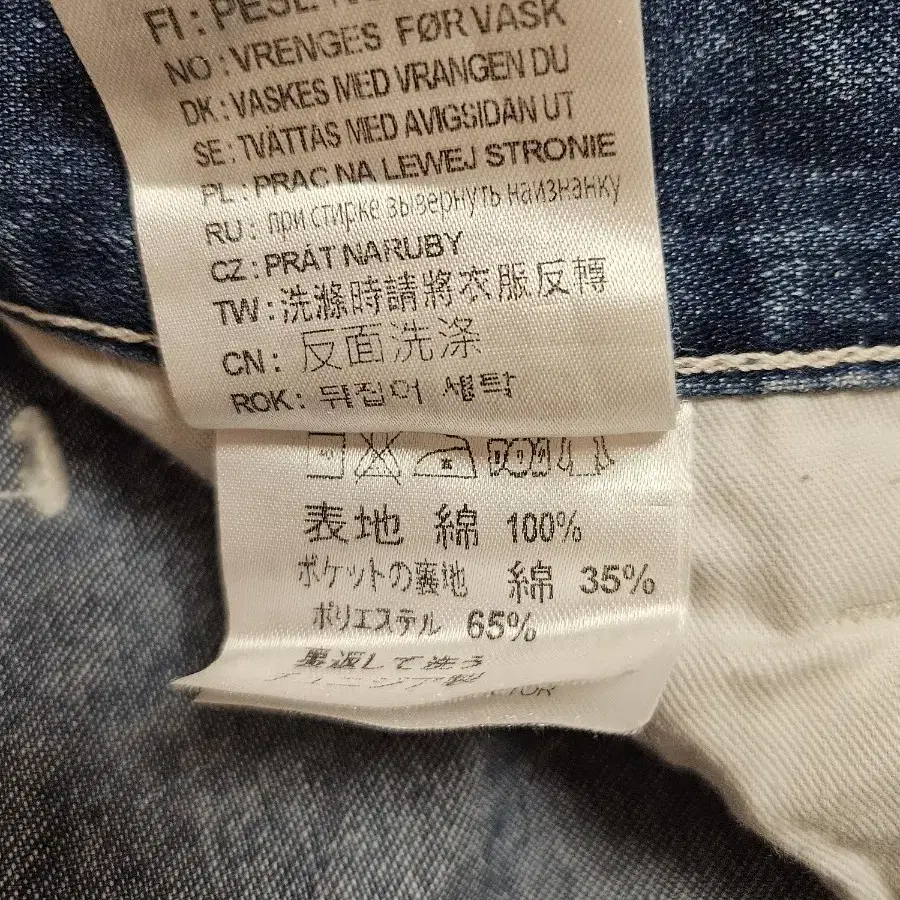 FI : PESE
NO : VRENGES FØR VASK
DK : VASKES MED VRANGEN DU
SE : TVÄTTAS MED AVIGSIDAN UT
PL : PRAC NA LEWEJ STRONIE
RU : при стирке вывернуть наизнанку
CZ : PRÁT NARUBY
TW : 洗滌時請將衣服反轉
CN : 反面洗涤
ROK : 뒤집어 세탁
表地 綿 100%
ポケットの裏地 綿 35%
ポリエステル 65%
裏返して洗う